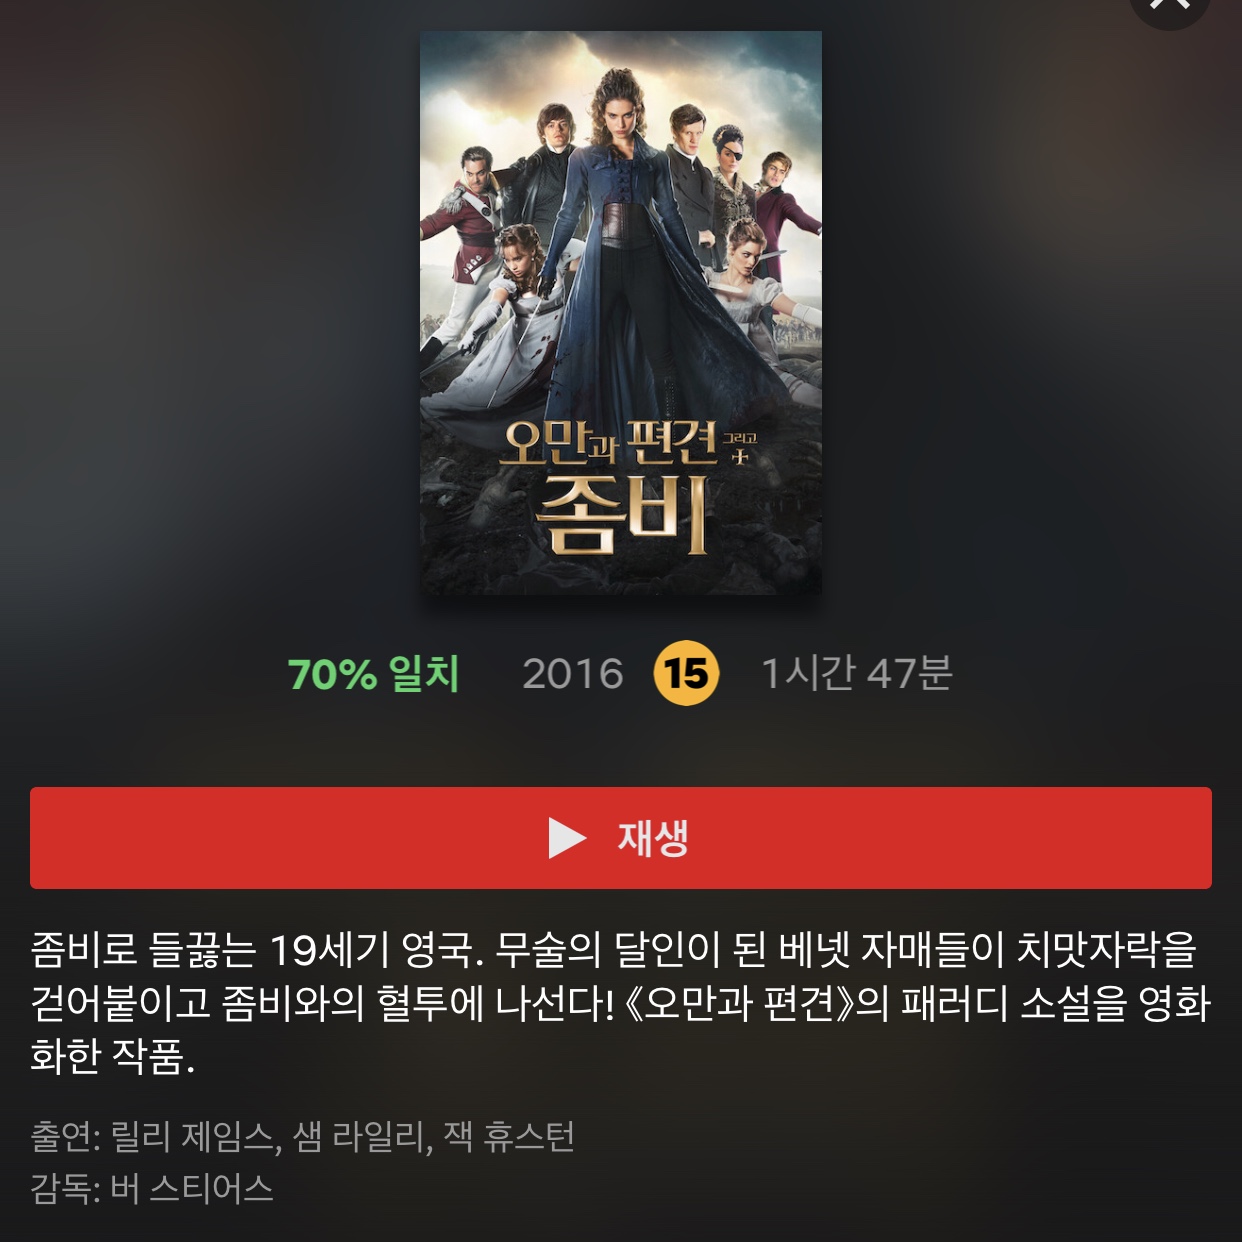 오만과 편견 그리고
좀비
70% 일치 2016 15 1시간 47분
재생
좀비로 들끓는 19세기 영국. 무술의 달인이 된 베넷 자매들이 치맛자락을
걷어붙이고 좀비와의 혈투에 나선다! 《오만과 편견》의 패러디 소설을 영화
화한 작품.
출연: 릴리 제임스, 샘 라일리, 잭 휴스턴
감독: 버 스티어스